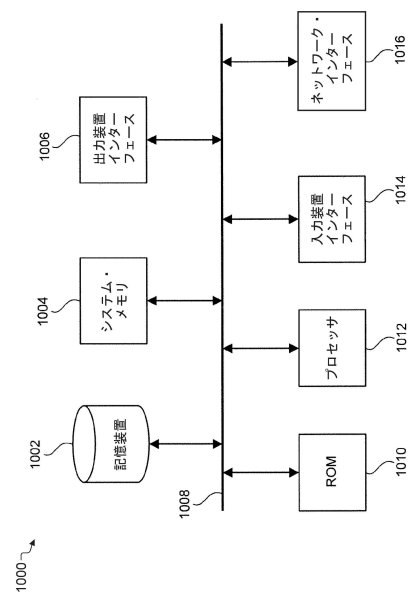 1000
1002
記憶装置
1004
システム・
メモリ
1006
出力装置
インター
フェース
1008
ROM
1010
プロセッサ
1012
入力装置
インター
フェース
1014
ネットワーク・
インター
フェース
1016